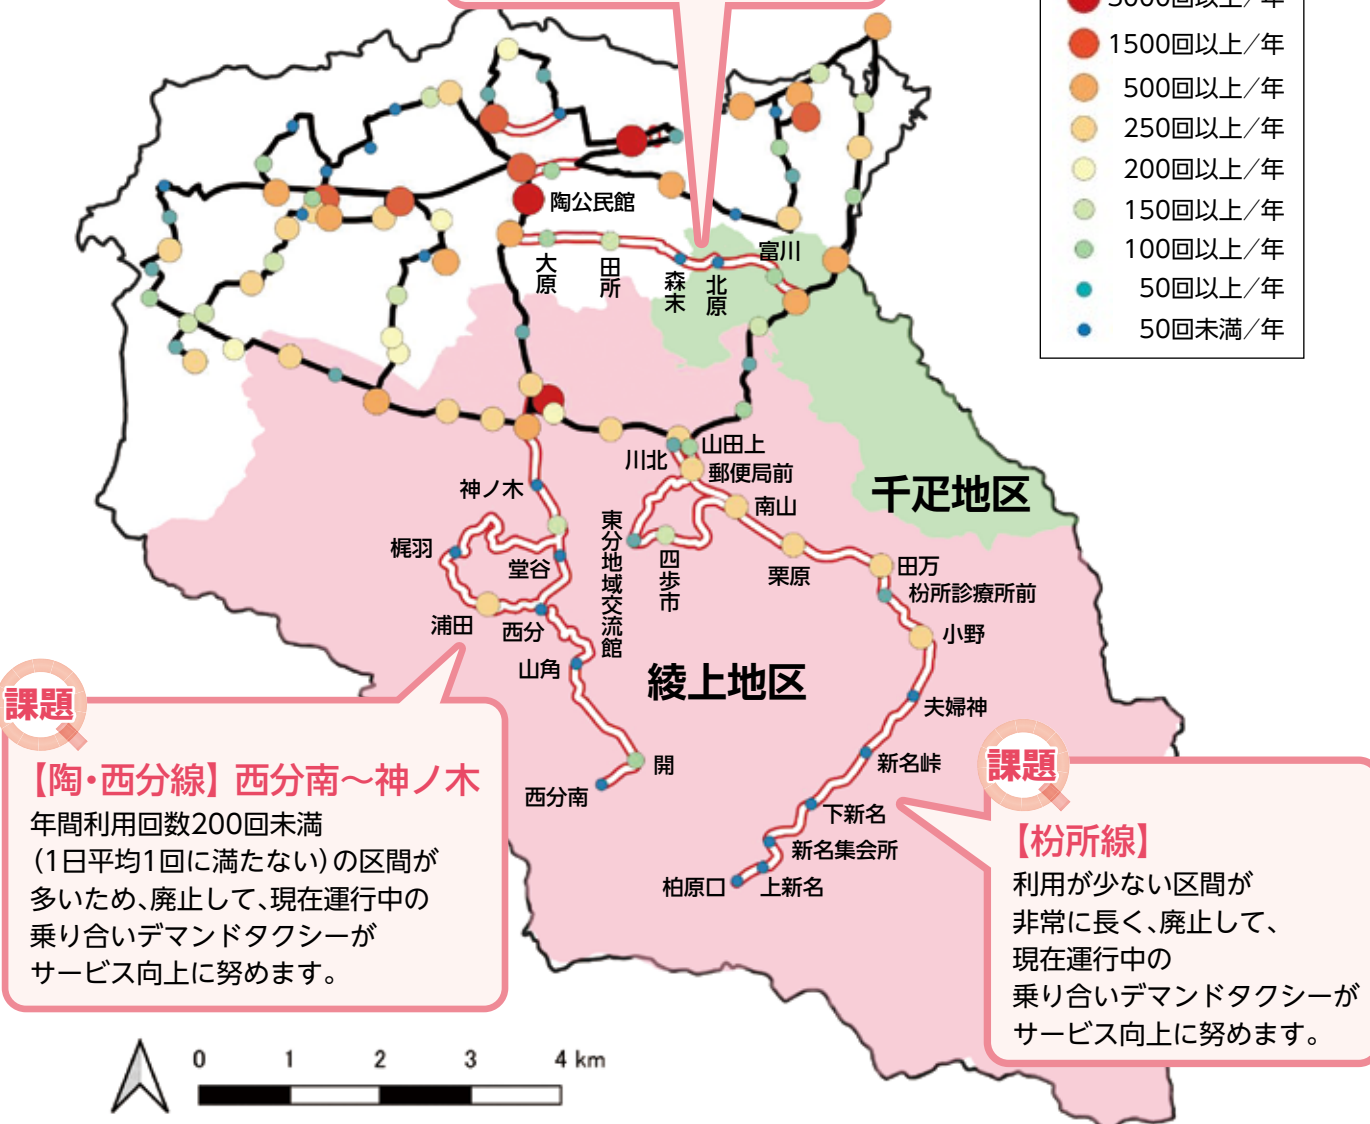 1500回以上／年
500回以上／年
250回以上／年
200回以上／年
150回以上／年
100回以上／年
50回以上／年
50回未満／年
陶公民館
大原
田所
森末
北原
富川
山田上
川北
郵便局前
千疋地区
神ノ木
南山
東分地域交流館
四歩市
梶羽
堂谷
栗原
田万
枌所診療所前
浦田
西分
小野
山角
綾上地区
夫婦神
開
新名峠
西分南
下新名
新名集会所
柏原口
上新名
課題
【陶・西分線】西分南～神ノ木
年間利用回数200回未満
（1日平均1回に満たない）の区間が
多いため、廃止して、現在運行中の
乗り合いデマンドタクシーが
サービス向上に努めます。
課題
【枌所線】
利用が少ない区間が
非常に長く、廃止して、
現在運行中の
乗り合いデマンドタクシーが
サービス向上に努めます。
0 1 2 3 4 km